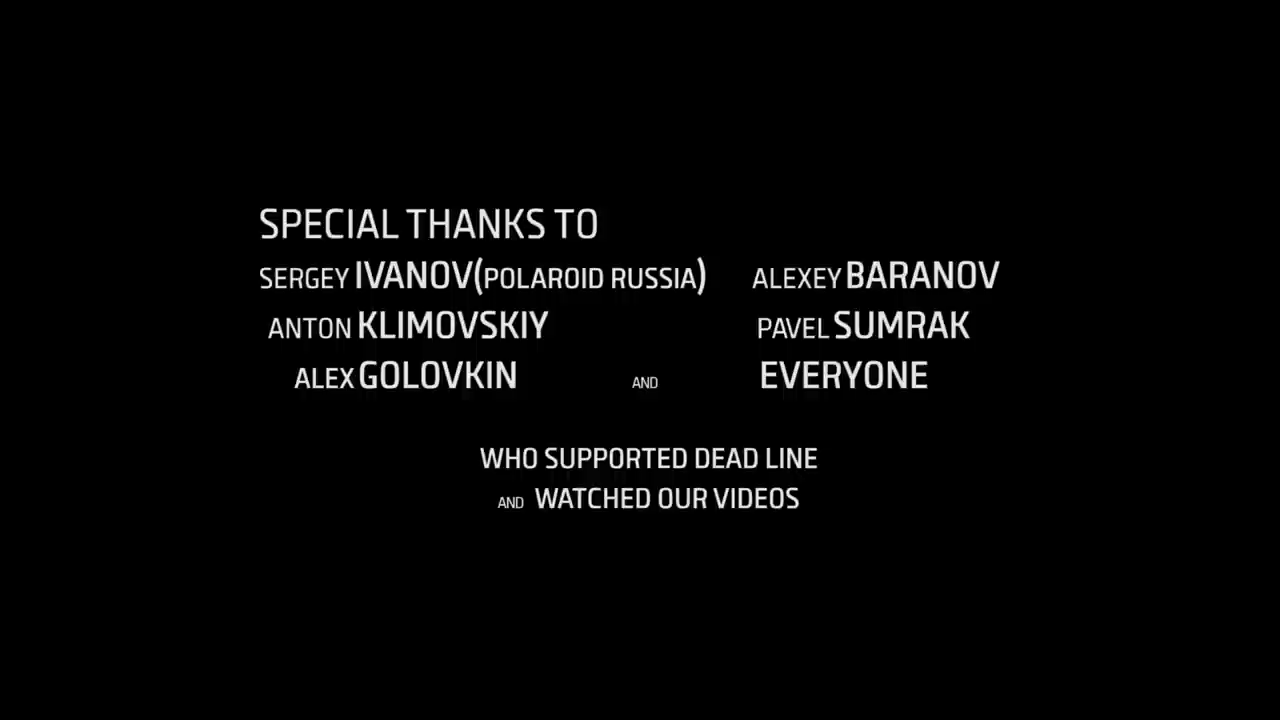 SPECIAL THANKS TO
SERGEY IVANOV(POLAROID RUSSIA) ALEXEY BARANOV
ANTON KLIMOVSKIY PAVEL SUMRAK
ALEX GOLOVKIN AND EVERYONE
WHO SUPPORTED DEAD LINE
AND WATCHED OUR VIDEOS